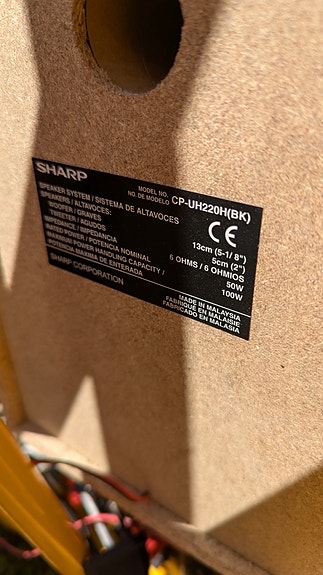 SHARP
MODEL NO. CP-UH220H(BK)
NO. DE MODELO
SPEAKER SYSTEM / SISTEMA DE ALTAVOCES
CE
SPEAKERS / ALTAVOCES:
WOOFER / GRAVES 13cm (5-1/8")
TWEETER / AGUDOS 5cm (2")
IMPEDANCE / IMPEDANCIA 6 OHMS / 6 OHMIOS
RATED POWER / POTENCIA NOMINAL 50W
MAXIMUM POWER HANDLING CAPACITY / 100W
POTENCIA MAXIMA DE ENTERADA
SHARP CORPORATION
MADE IN MALAYSIA
FABRIQUÉ EN MALAISIE
FABRICADO EN MALASIA